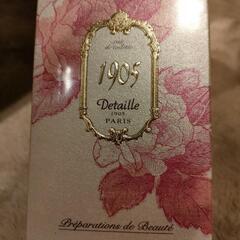 eau
de toilette
1905
Detaille
1905
PARIS
Préparations de Beauté